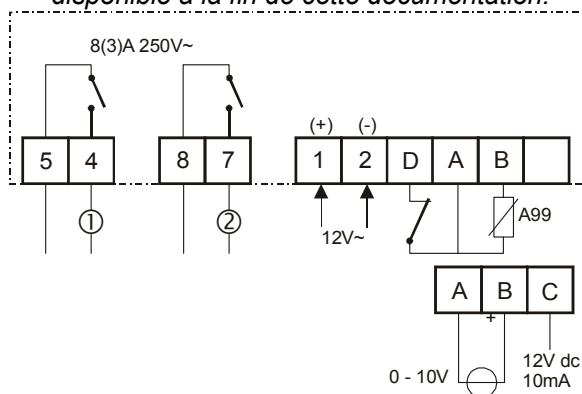 disponible à la fin de cette documentation.
8(3)A 250V~
(+) (-)
5 4 8 7 1 2 D A B
① ② 12V~ A99
A B C
+
0 - 10V 12V dc
10mA